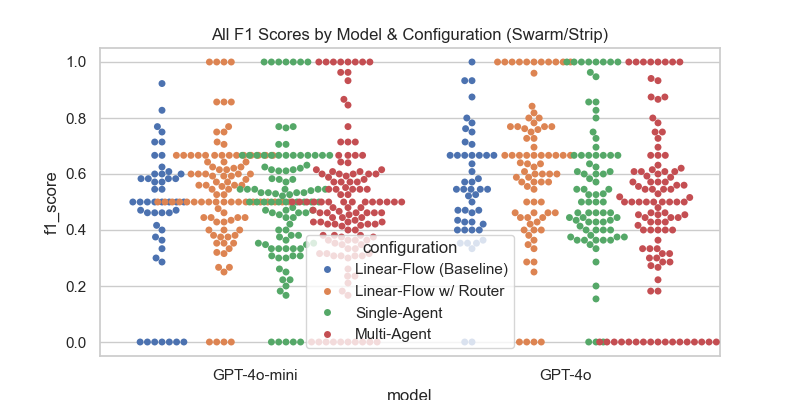 All F1 Scores by Model & Configuration (Swarm/Strip)
1.0
0.8
0.6
0.4
0.2
0.0
f1_score
configuration
Linear-Flow (Baseline)
Linear-Flow w/ Router
Single-Agent
Multi-Agent
GPT-4o-mini
GPT-4o
model